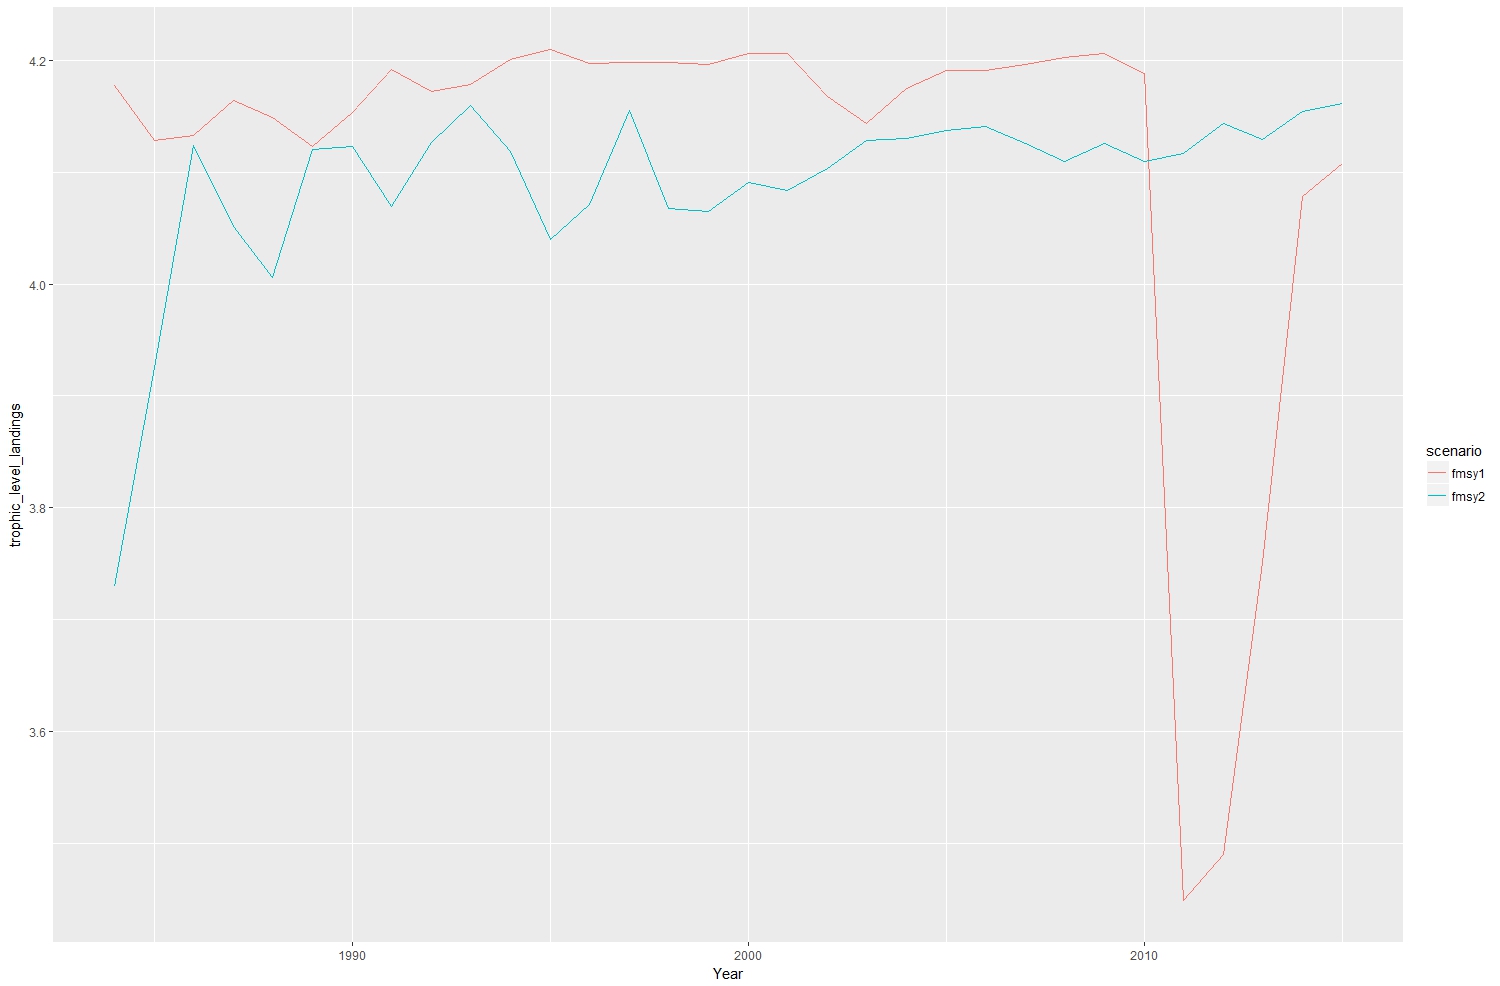 trophic_level_landings
4.2
4.0
3.8
3.6
1990 2000 2010
Year
scenario
fmsy1
fmsy2